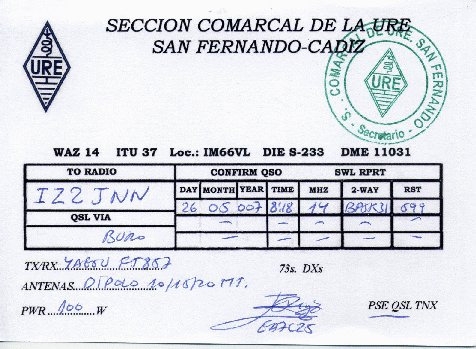 SECCION COMARCAL DE LA URE
SAN FERNANDO-CADIZ
URE
S. COMARCAL DE URE. SAN FERNANDO
URE
- Secretario -
WAZ 14 ITU 37 Loc.: IM66VL DIE S-233 DME 11031
TO RADIO CONFIRM QSO SWL RPRT
IZ2JNN DAY MONTH YEAR TIME MHZ 2-WAY RST
QSL VIA 26 05 007 8:18 14 BPSK31 599
BURO
TX/RX YAESU FT857 73s. DXs
ANTENAS DIPOLO 10/15/20 MT.
PWR 100 W PSE QSL TNX